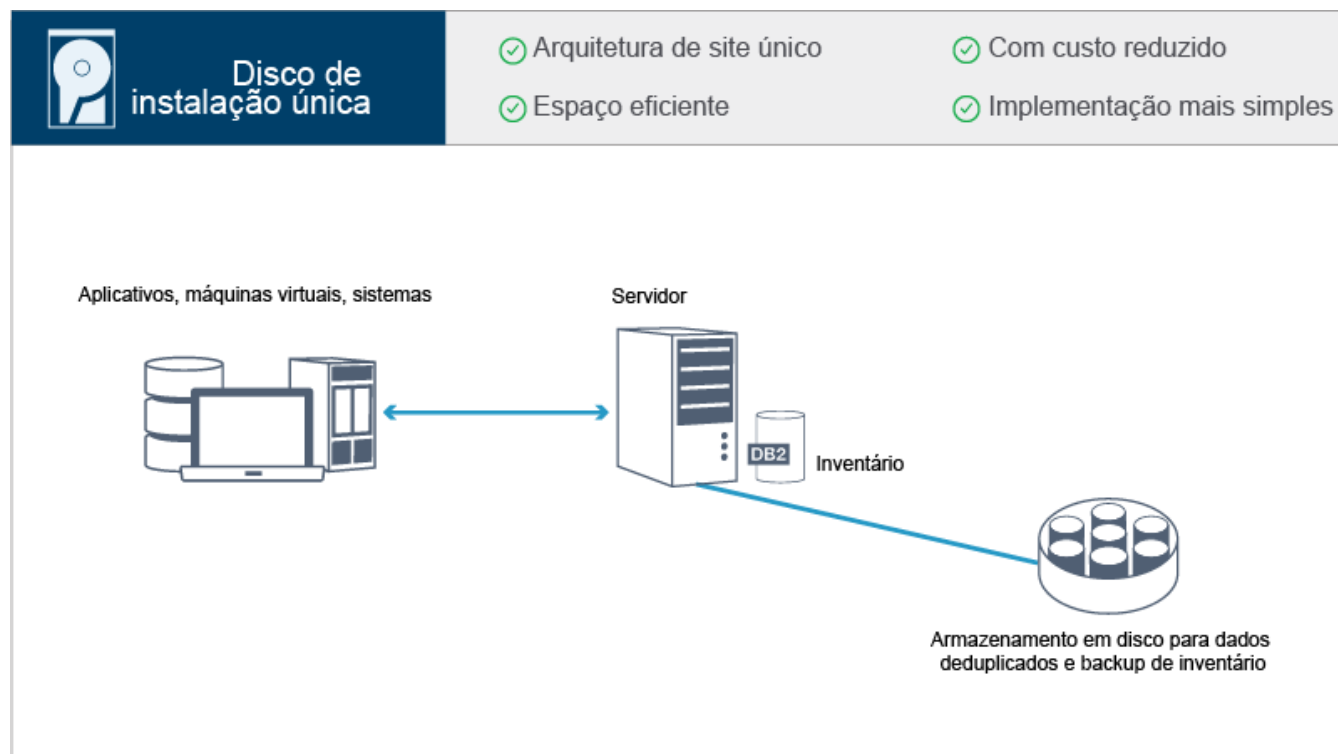 Disco de
instalação única
Arquitetura de site único
Com custo reduzido
Espaço eficiente
Implementação mais simples
Aplicativos, máquinas virtuais, sistemas
Servidor
DB2
Inventário
Armazenamento em disco para dados
deduplicados e backup de inventário